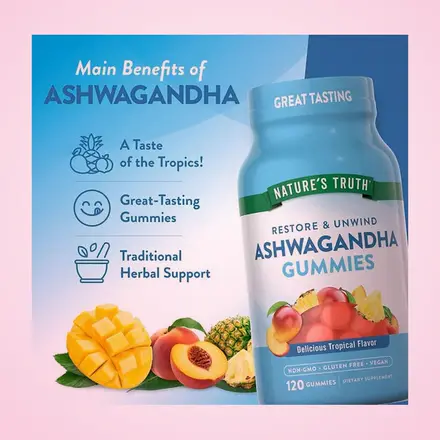 Main Benefits of
ASHWAGANDHA
A Taste
of the Tropics!
Great-Tasting
Gummies
Traditional
Herbal Support
GREAT TASTING
NATURE'S TRUTH
RESTORE & UNWIND
ASHWAGANDHA
GUMMIES
Delicious Tropical Flavor
NON-GMO • GLUTEN FREE • VEGAN
120 GUMMIES | DIETARY SUPPLEMENT